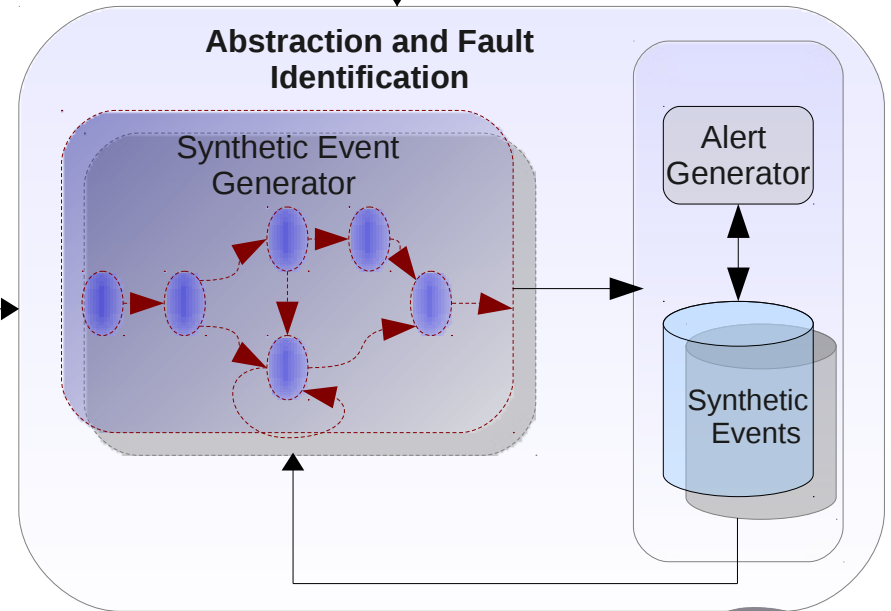 Abstraction and Fault
Identification
Synthetic Event
Generator
Alert
Generator
Synthetic
Events